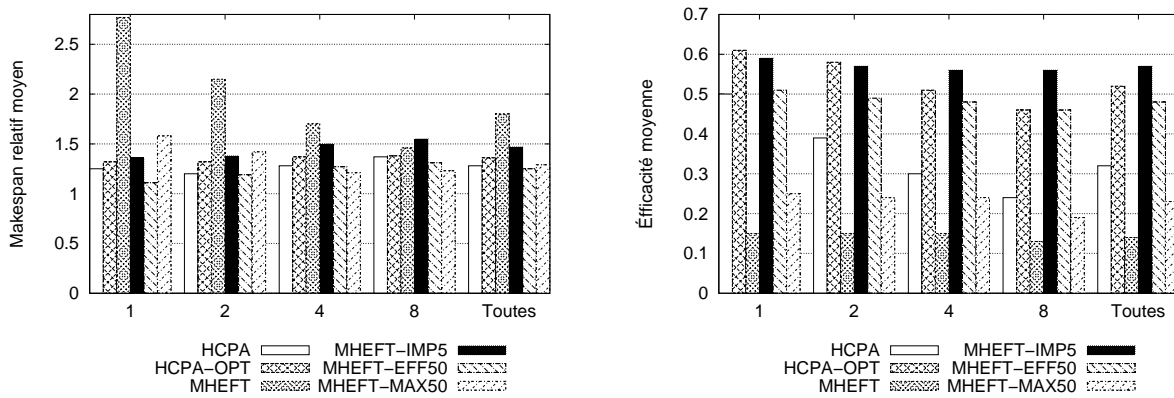 Makespan relatif moyen
2.5
2
1.5
1
0.5
0
1 2 4 8 Toutes
HCPA MHEFT−IMP5
HCPA−OPT MHEFT−EFF50
MHEFT MHEFT−MAX50
Éfficacité moyenne
0.7
0.6
0.5
0.4
0.3
0.2
0.1
0
1 2 4 8 Toutes
HCPA MHEFT−IMP5
HCPA−OPT MHEFT−EFF50
MHEFT MHEFT−MAX50